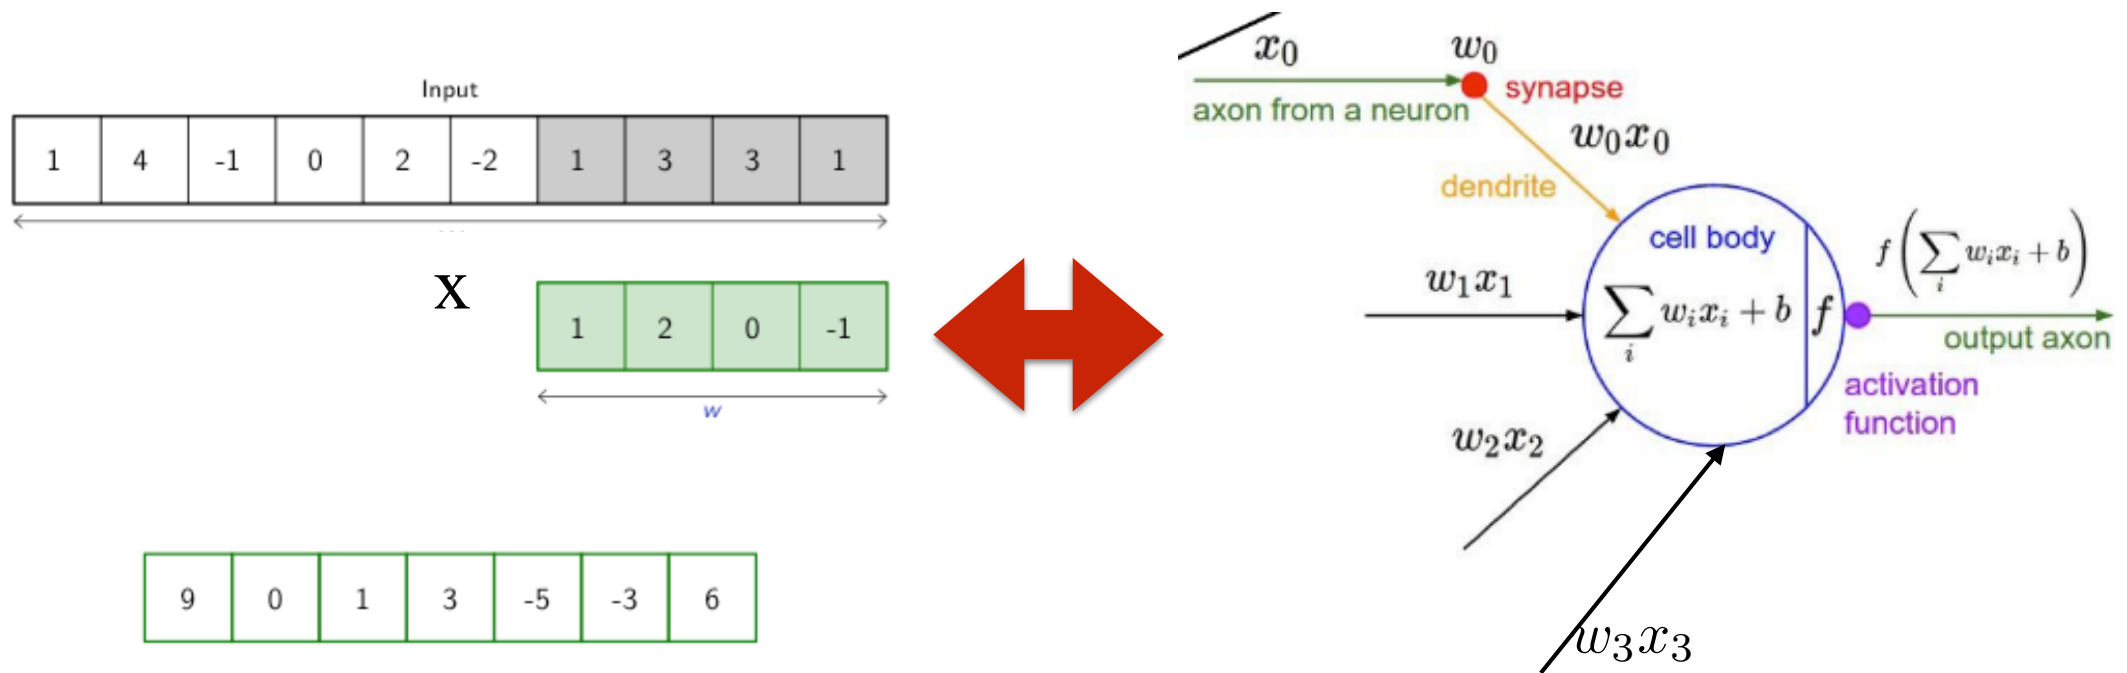 Input
1 4 -1 0 2 -2 1 3 3 1
...
x
1 2 0 -1
w
9 0 1 3 -5 -3 6
x₀ w₀
synapse
axon from a neuron
w₀x₀
dendrite
cell body
f(∑ᵢ wᵢxᵢ + b)
w₁x₁
∑ᵢ wᵢxᵢ + b f
output axon
activation
function
w₂x₂
w₃x₃